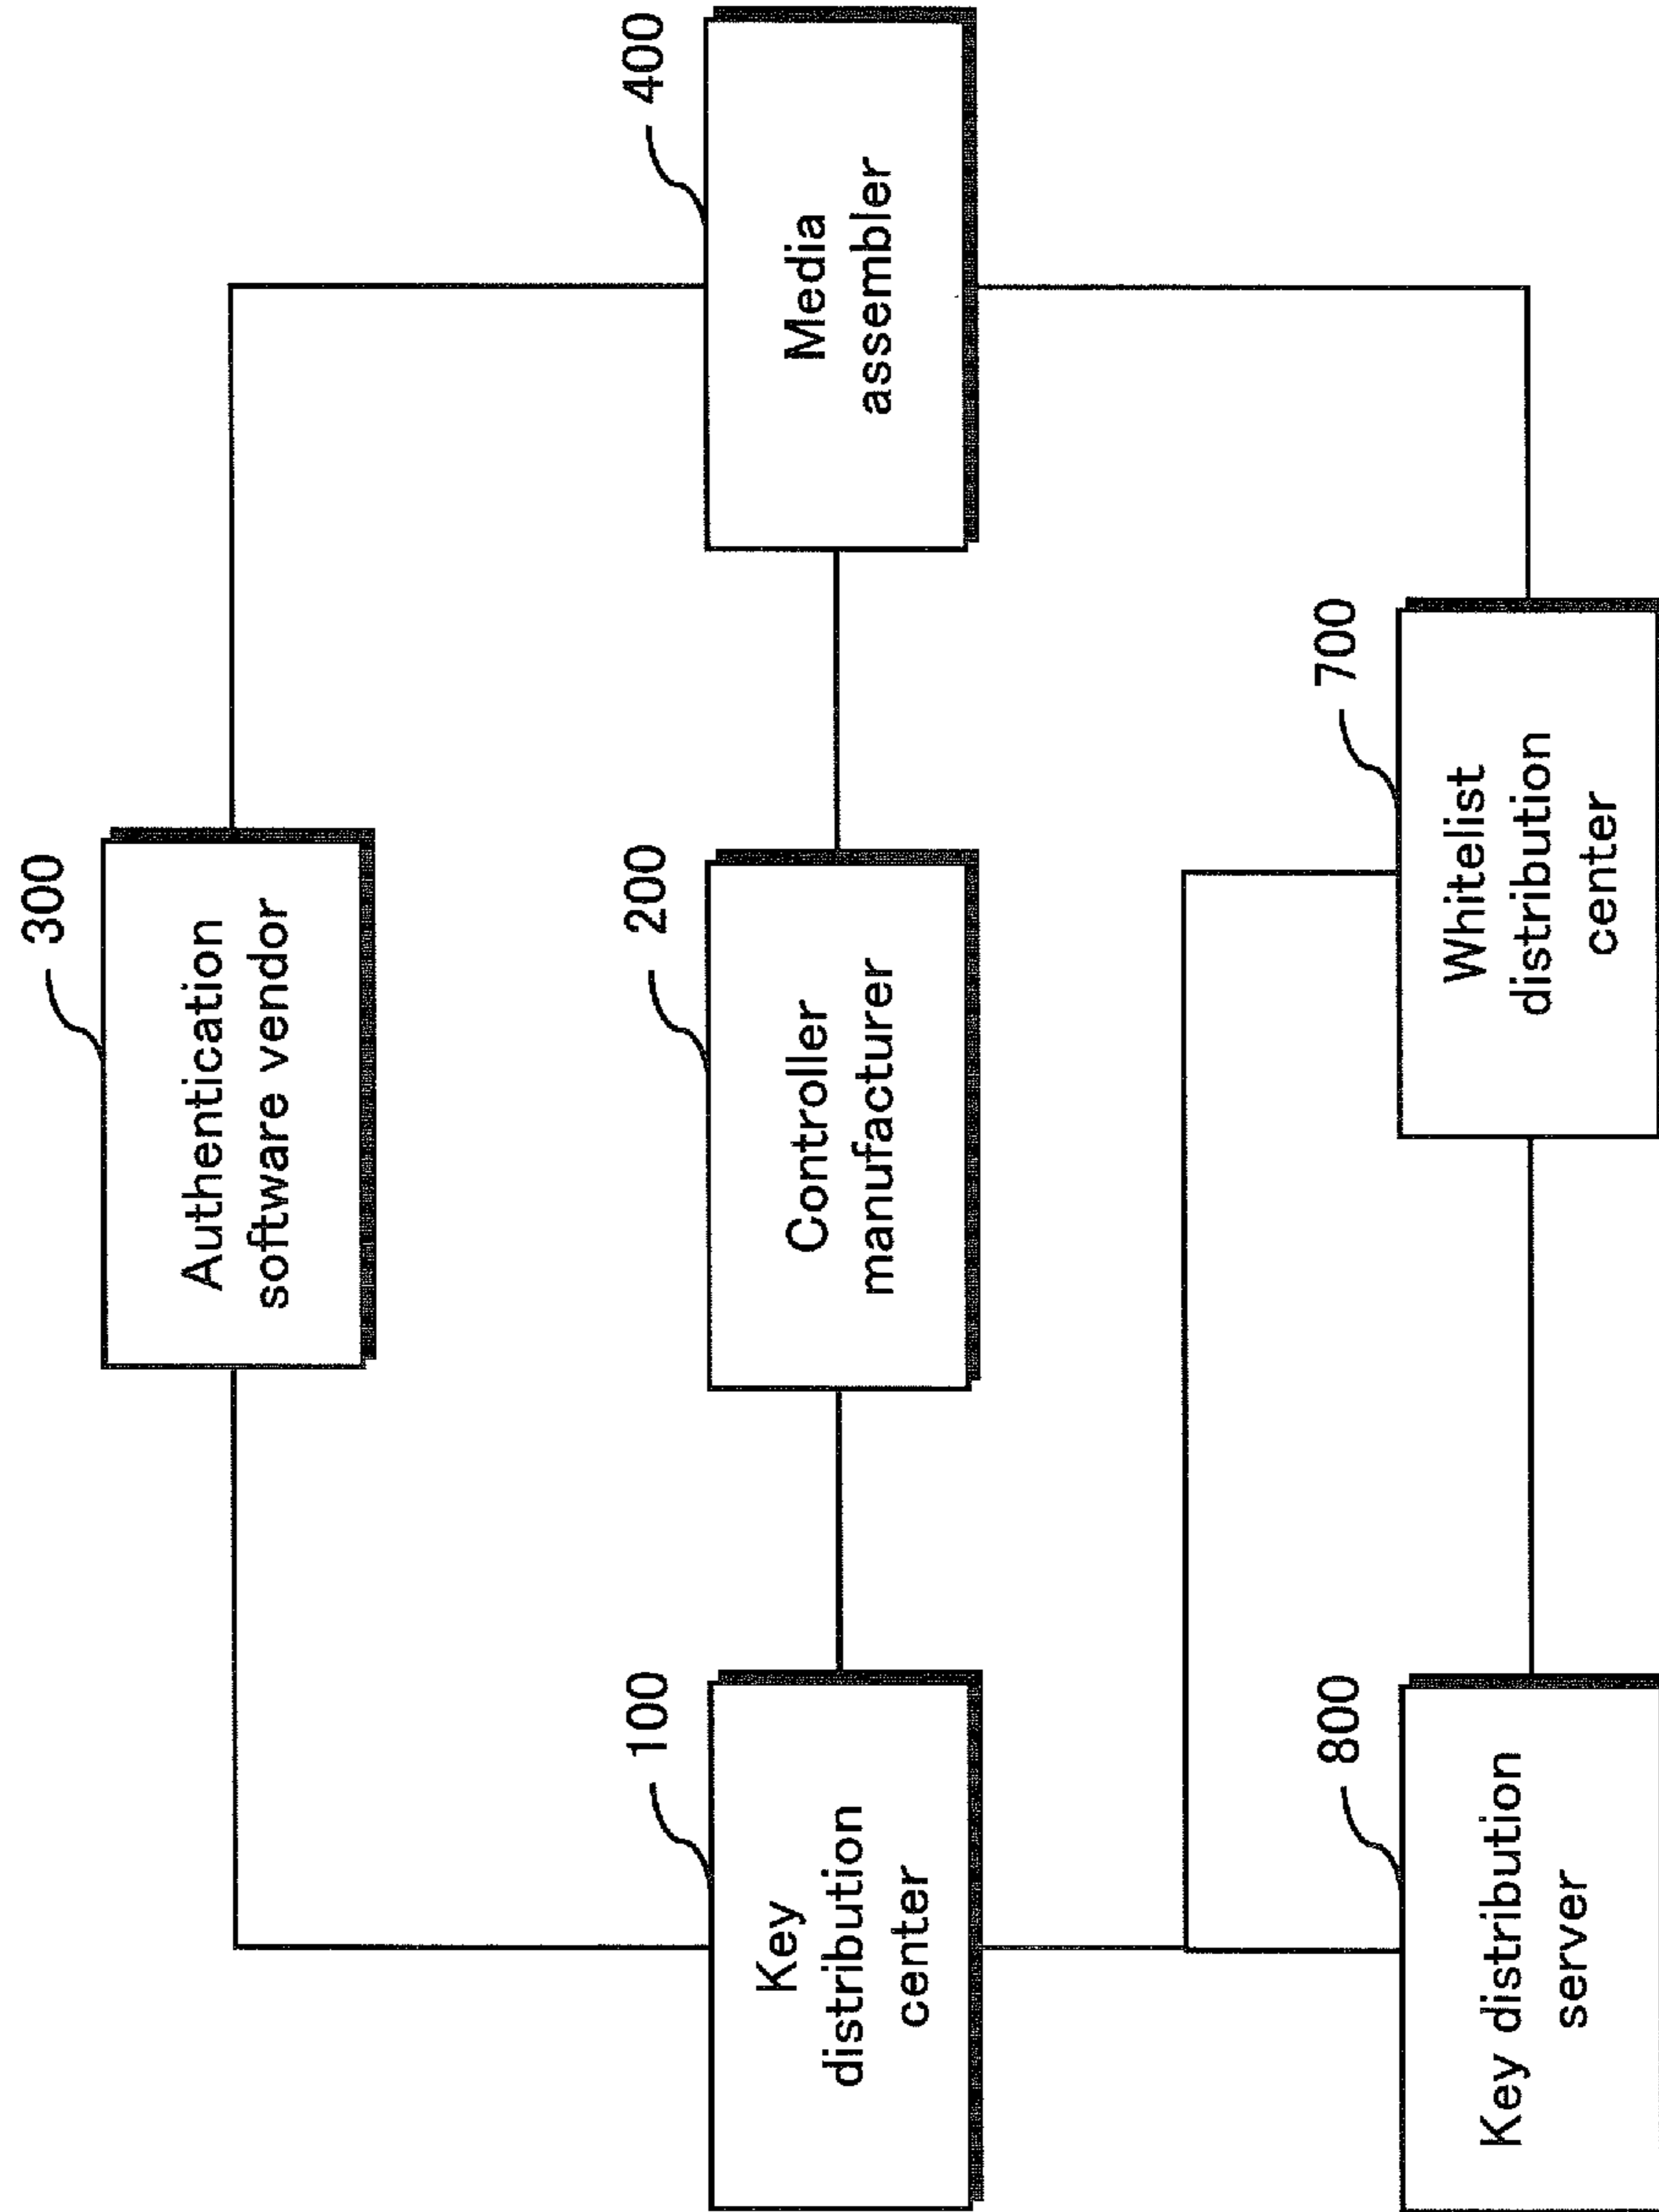 300
Authentication
software vendor
100
Key
distribution
center
200
Controller
manufacturer
400
Media
assembler
800
Key distribution
server
700
Whitelist
distribution
center